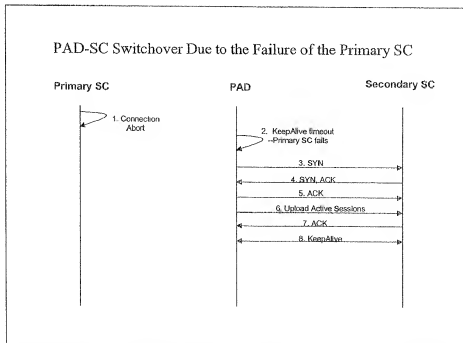 PAD-SC Switchover Due to the Failure of the Primary SC
Primary SC
PAD
Secondary SC
1. Connection
Abort
2. KeepAlive timeout
--Primary SC fails
3. SYN
4. SYN, ACK
5. ACK
6. Upload Active Sessions
7. ACK
8. KeepAlive